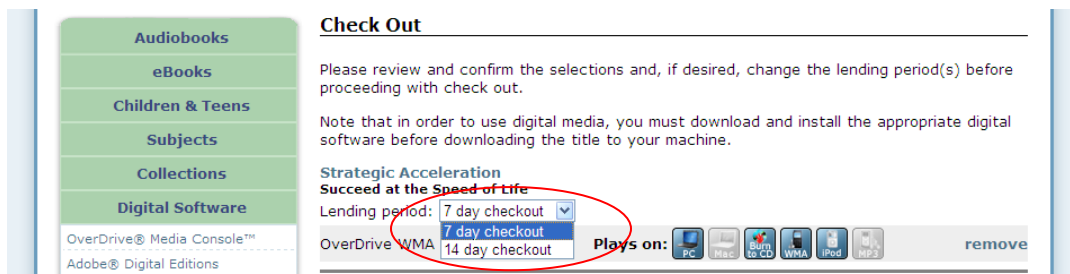 Audiobooks
eBooks
Children & Teens
Subjects
Collections
Digital Software
OverDrive® Media Console™
Adobe® Digital Editions
Check Out
Please review and confirm the selections and, if desired, change the lending period(s) before
proceeding with check out.
Note that in order to use digital media, you must download and install the appropriate digital
software before downloading the title to your machine.
Strategic Acceleration
Succeed at the Speed of Life
Lending period: 7 day checkout
7 day checkout
14 day checkout
OverDrive WMA Plays on: PC Mac Burn to CD WMA iPod MP3 remove